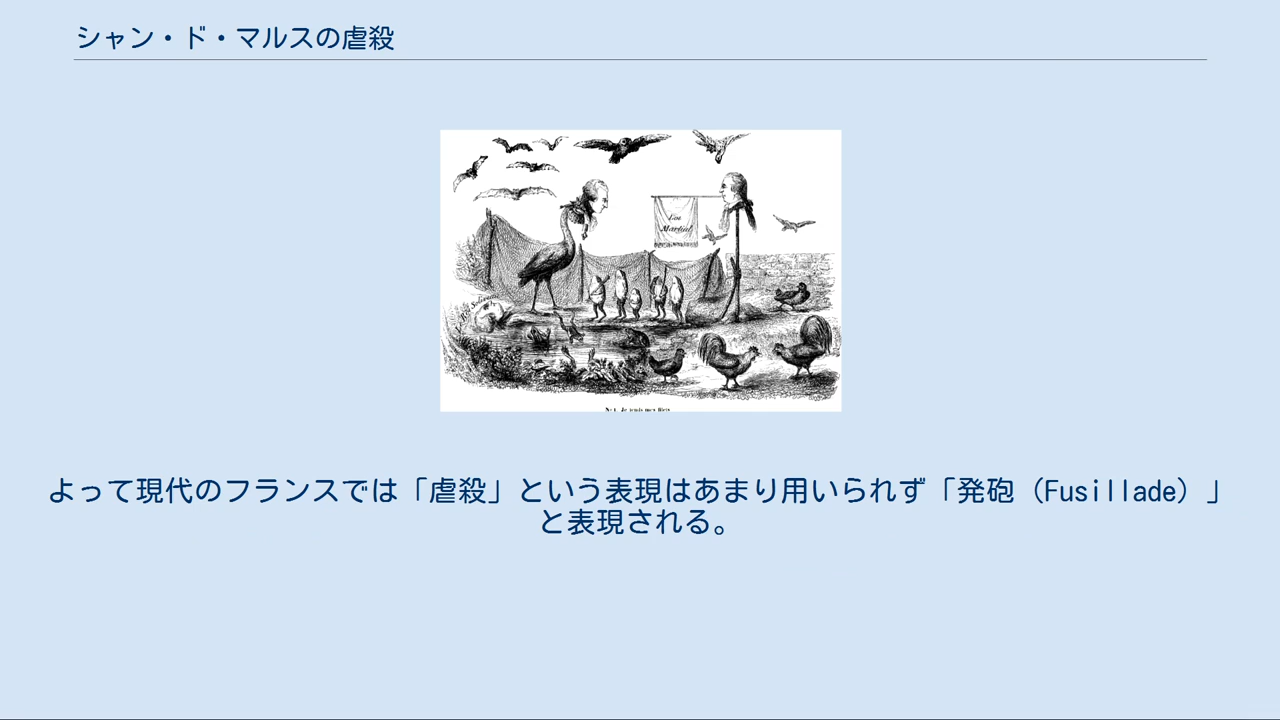 シャン・ド・マルスの虐殺
Loi
Martial
よって現代のフランスでは「虐殺」という表現はあまり用いられず「発砲（Fusillade）」
と表現される。